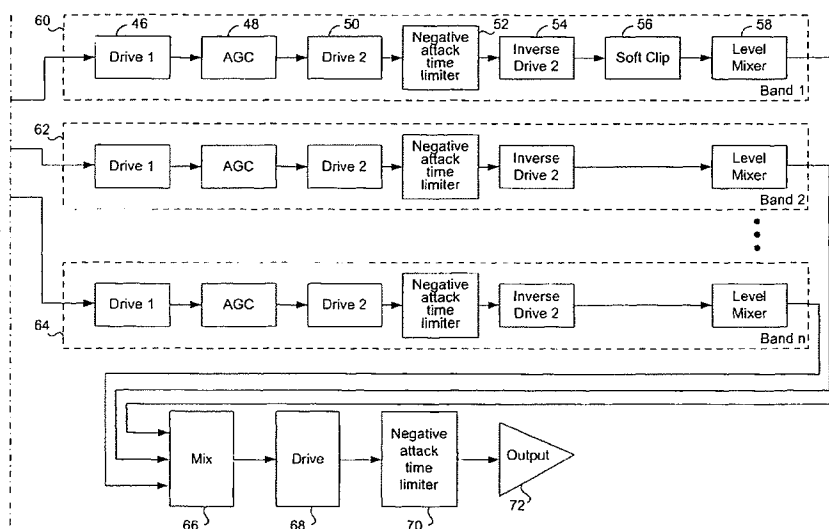 60
46
48
50
52
54
56
58
Drive 1
AGC
Drive 2
Negative
attack
time
limiter
Inverse
Drive 2
Soft Clip
Level
Mixer
Band 1
62
Drive 1
AGC
Drive 2
Negative
attack
time
limiter
Inverse
Drive 2
Level
Mixer
Band 2
Drive 1
AGC
Drive 2
Negative
attack
time
limiter
Inverse
Drive 2
Level
Mixer
64
Band n
Mix
Drive
Negative
attack
time
limiter
Output
66
68
70
72